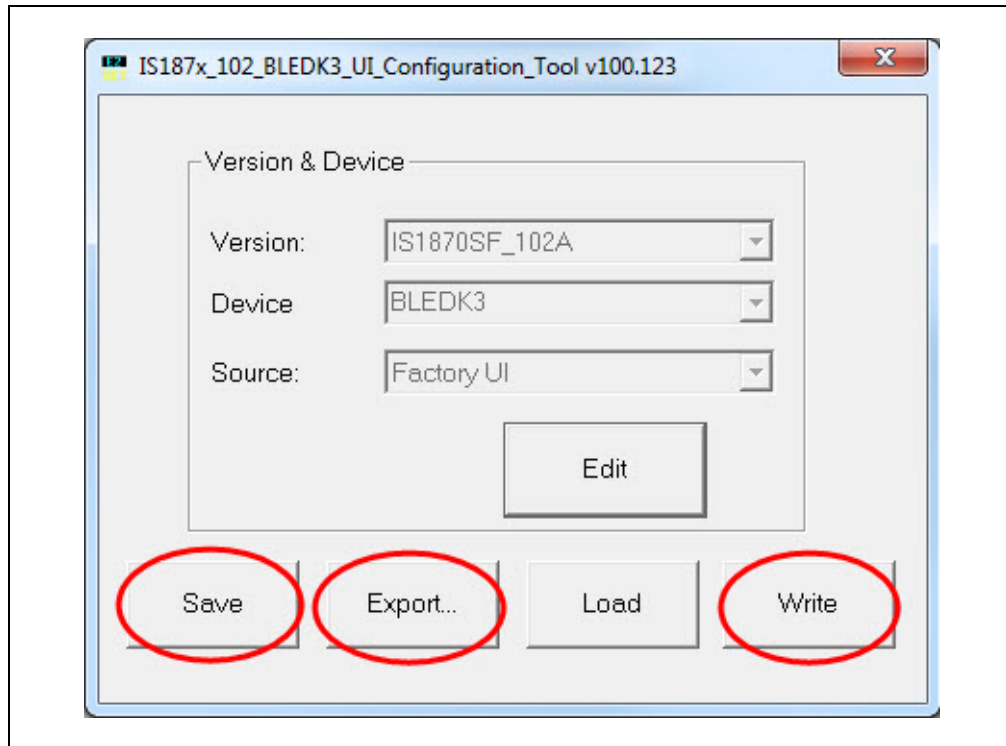 IS187x_102_BLEDK3_UI_Configuration_Tool v100.123
Version & Device
Version: IS1870SF_102A
Device BLEDK3
Source: Factory UI
Edit
Save Export... Load Write